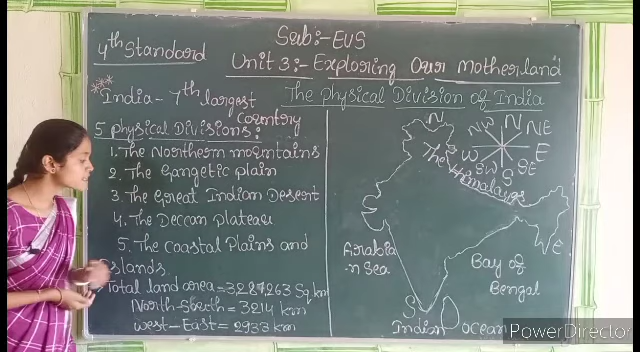 4th Standard
Sub:- EVS
Unit 3:- Exploring Our Motherland
*** India - 7th largest
country
5 physical Divisions:
1. The Northern mountains
2. The Gangetic plain
3. The Great Indian Desert
4. The Deccan plateau
5. The coastal Plains and
Islands.
Total land area = 3,287,263 Sq km
North-South = 3214 km
West-East = 2933 km
The Physical Division of India
N
NW N NE
W E
SW S SE
The Himalayas
Arabia
-n Sea
Bay of
Bengal
E
S
Indian Ocean
PowerDirector